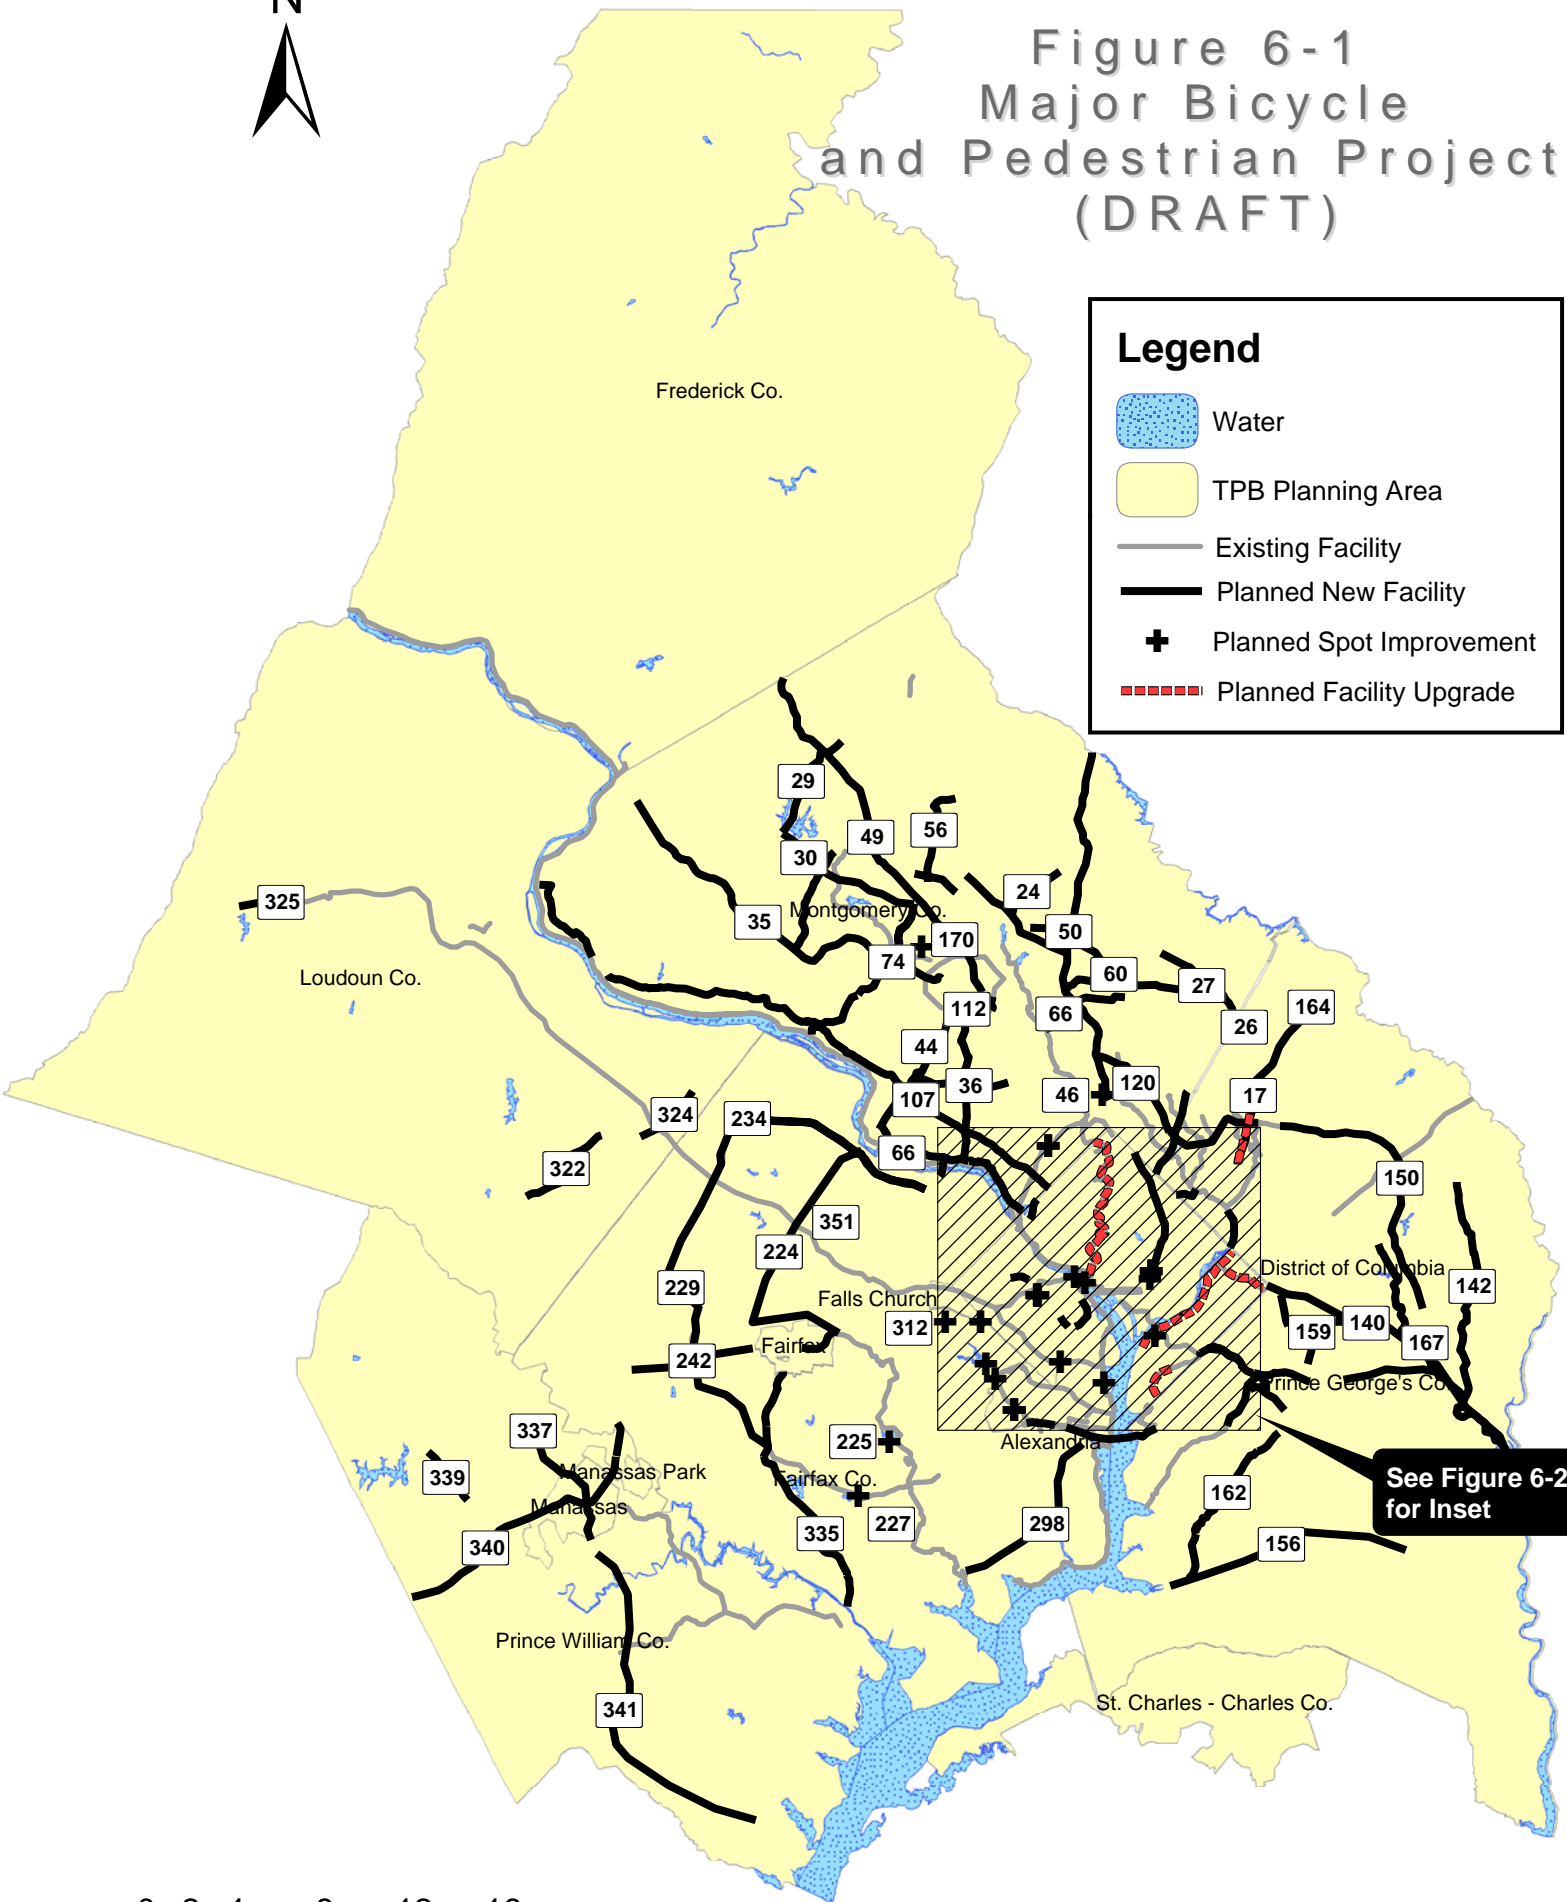 N
Figure 6-1
Major Bicycle
and Pedestrian Project
(DRAFT)
Legend
Water
TPB Planning Area
Existing Facility
Planned New Facility
Planned Spot Improvement
Planned Facility Upgrade
Frederick Co.
29
49
56
30
24
325
35
Montgomery Co.
50
170
74
Loudoun Co.
60
27
112
66
164
26
44
36
46
120
17
107
324
234
66
322
150
351
224
District of Columbia
229
142
Falls Church
312
159
140
167
Fairfax
242
Prince George's Co.
337
225
Alexandria
Manassas Park
339
Fairfax Co.
See Figure 6-2
for Inset
162
Manassas
227
298
335
340
156
Prince William Co.
341
St. Charles - Charles Co.